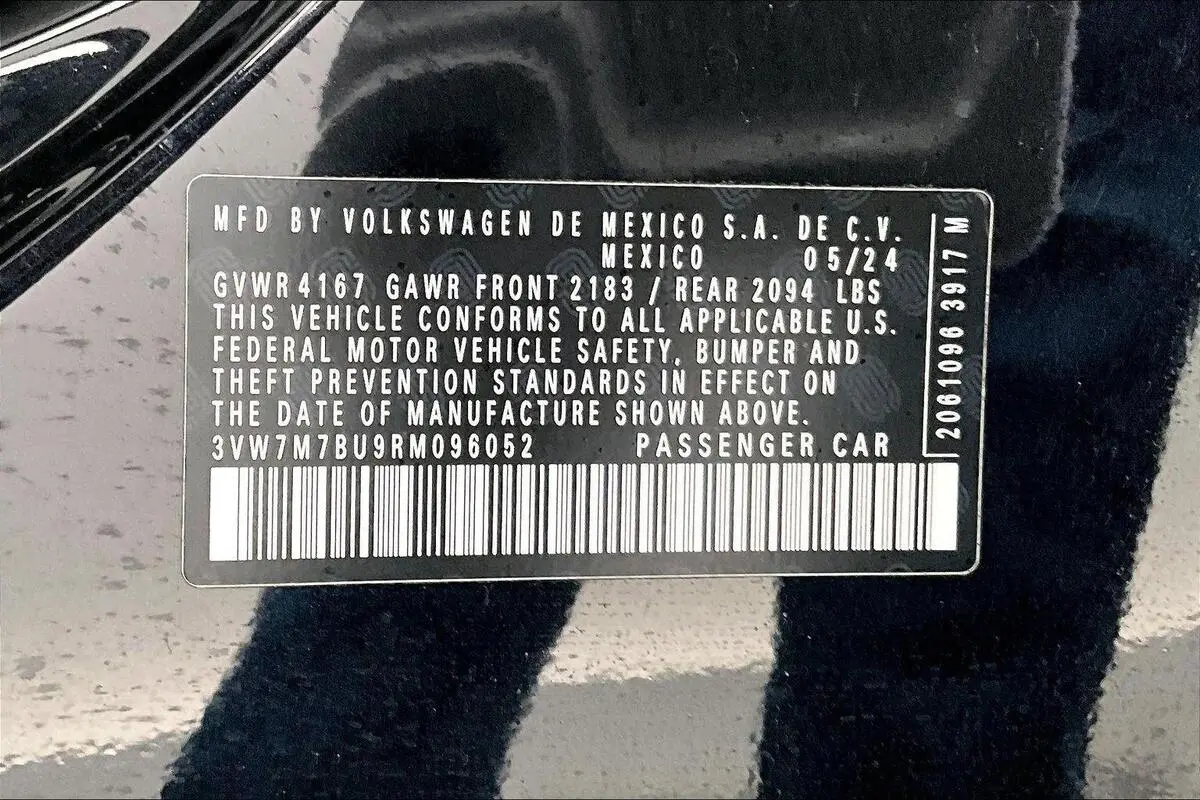 MFD BY VOLKSWAGEN DE MEXICO S.A. DE C.V.
MEXICO 05/24
GVWR 4167 GAWR FRONT 2183 / REAR 2094 LBS
THIS VEHICLE CONFORMS TO ALL APPLICABLE U.S.
FEDERAL MOTOR VEHICLE SAFETY, BUMPER AND
THEFT PREVENTION STANDARDS IN EFFECT ON
THE DATE OF MANUFACTURE SHOWN ABOVE.
3VW7M7BU9RM096052 PASSENGER CAR
2061096 3917 M